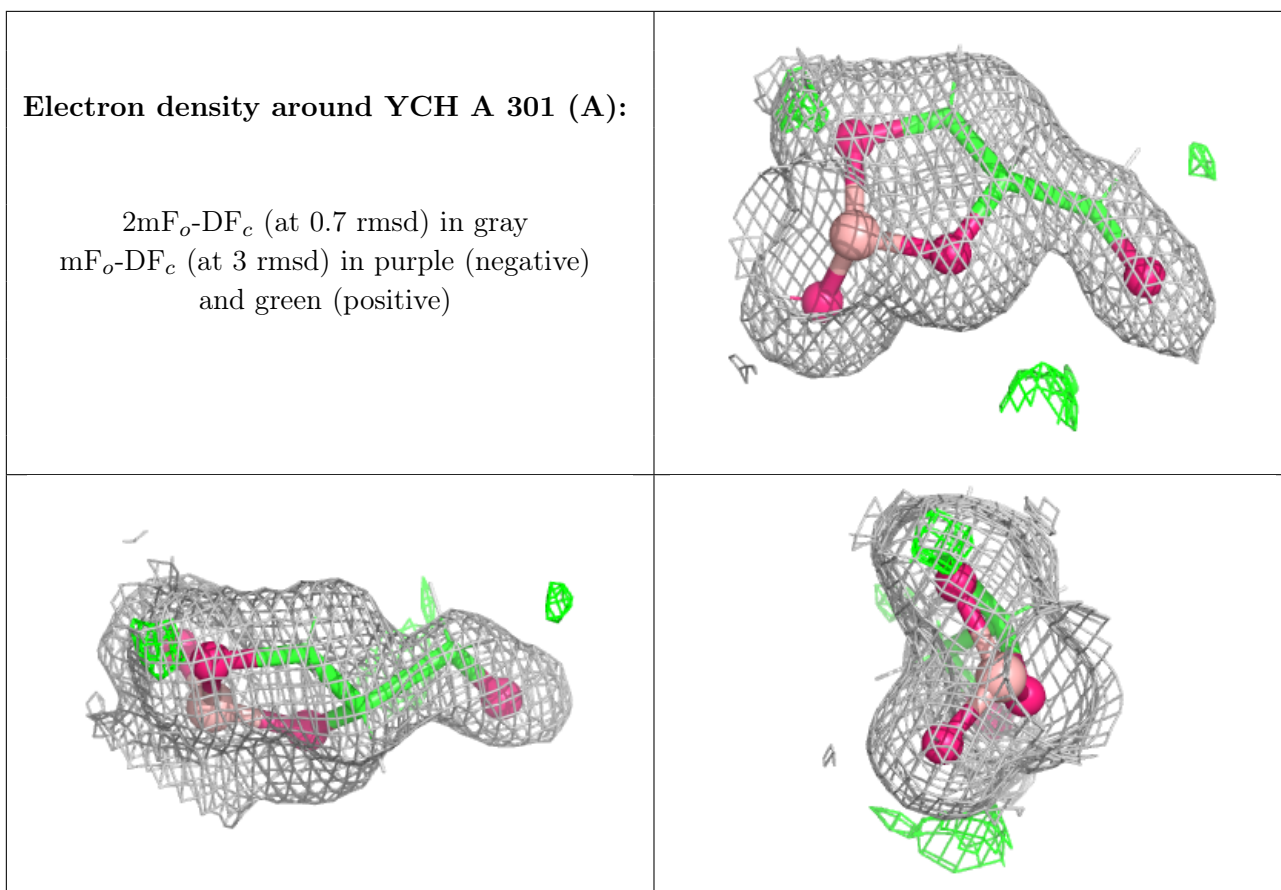 Electron density around YCH A 301 (A):
2mFo-DFc (at 0.7 rmsd) in gray
mFo-DFc (at 3 rmsd) in purple (negative)
and green (positive)